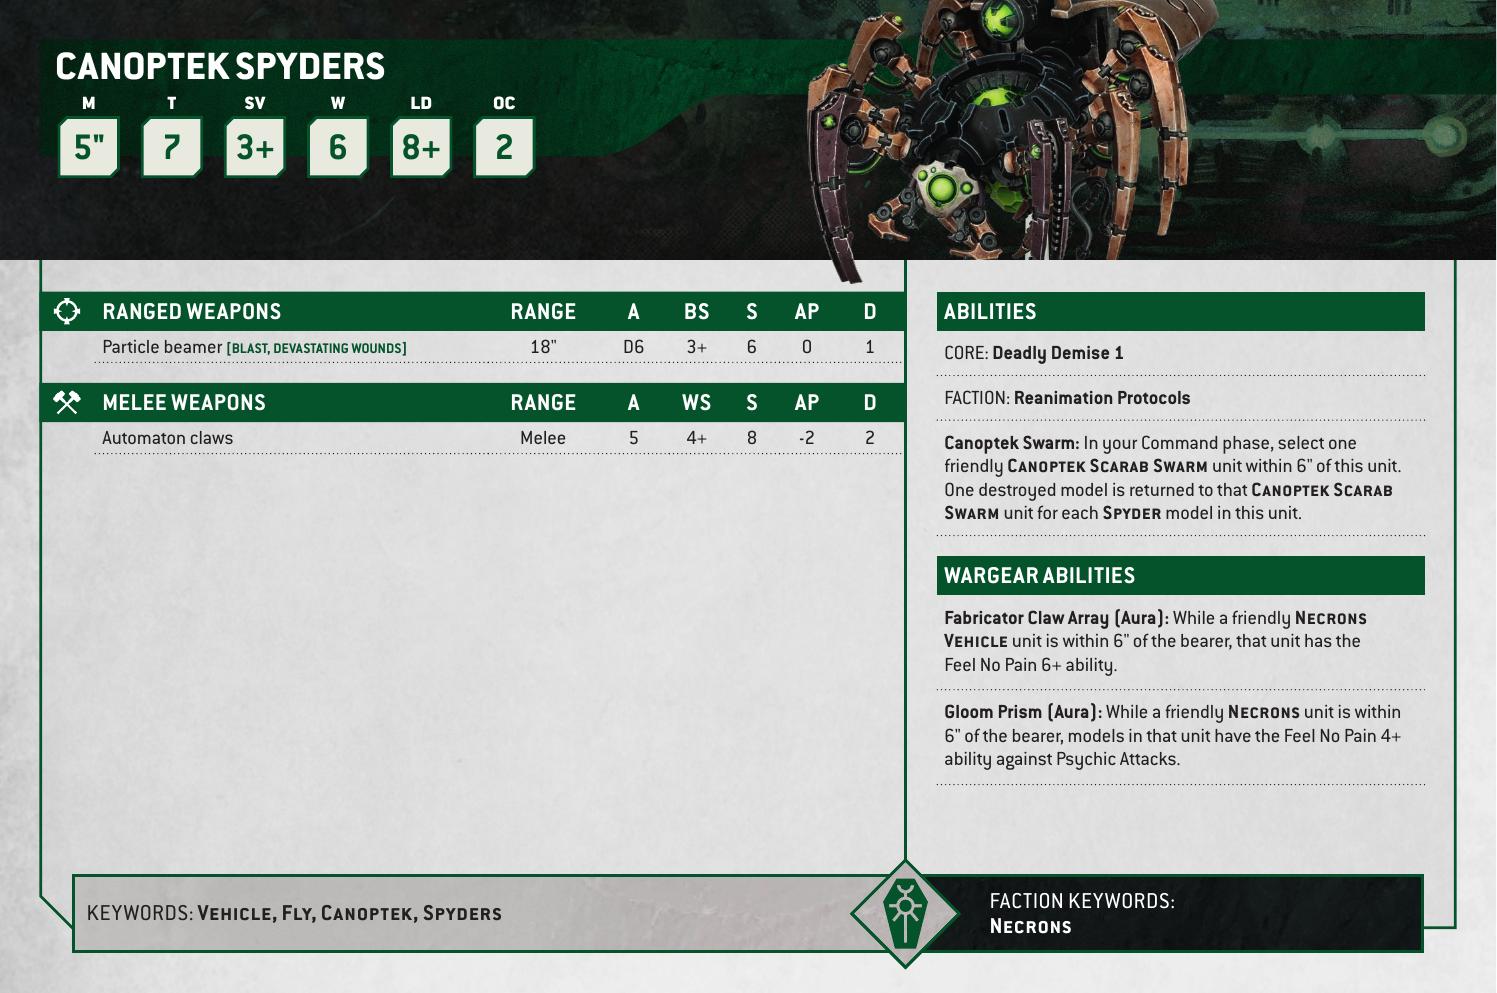 CANOPTEK SPYDERS
M T SV W LD OC
5" 7 3+ 6 8+ 2
RANGED WEAPONS RANGE A BS S AP D
Particle beamer [BLAST, DEVASTATING WOUNDS] 18" D6 3+ 6 0 1
MELEE WEAPONS RANGE A WS S AP D
Automaton claws Melee 5 4+ 8 -2 2
ABILITIES
CORE: Deadly Demise 1
FACTION: Reanimation Protocols
Canoptek Swarm: In your Command phase, select one
friendly CANOPTEK SCARAB SWARM unit within 6" of this unit.
One destroyed model is returned to that CANOPTEK SCARAB
SWARM unit for each SPYDER model in this unit.
WARGEAR ABILITIES
Fabricator Claw Array (Aura): While a friendly NECRONS
VEHICLE unit is within 6" of the bearer, that unit has the
Feel No Pain 6+ ability.
Gloom Prism (Aura): While a friendly NECRONS unit is within
6" of the bearer, models in that unit have the Feel No Pain 4+
ability against Psychic Attacks.
KEYWORDS: VEHICLE, FLY, CANOPTEK, SPYDERS
FACTION KEYWORDS:
NECRONS